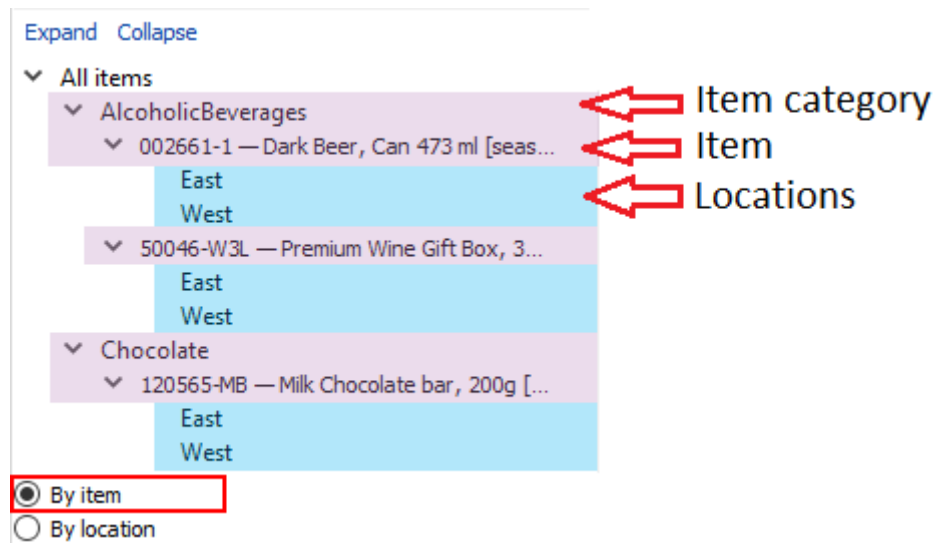 Expand Collapse
All items
AlcoholicBeverages
Item category
002661-1 — Dark Beer, Can 473 ml [seas...
Item
East
Locations
West
50046-W3L — Premium Wine Gift Box, 3...
East
West
Chocolate
120565-MB — Milk Chocolate bar, 200g [...
East
West
By item
By location